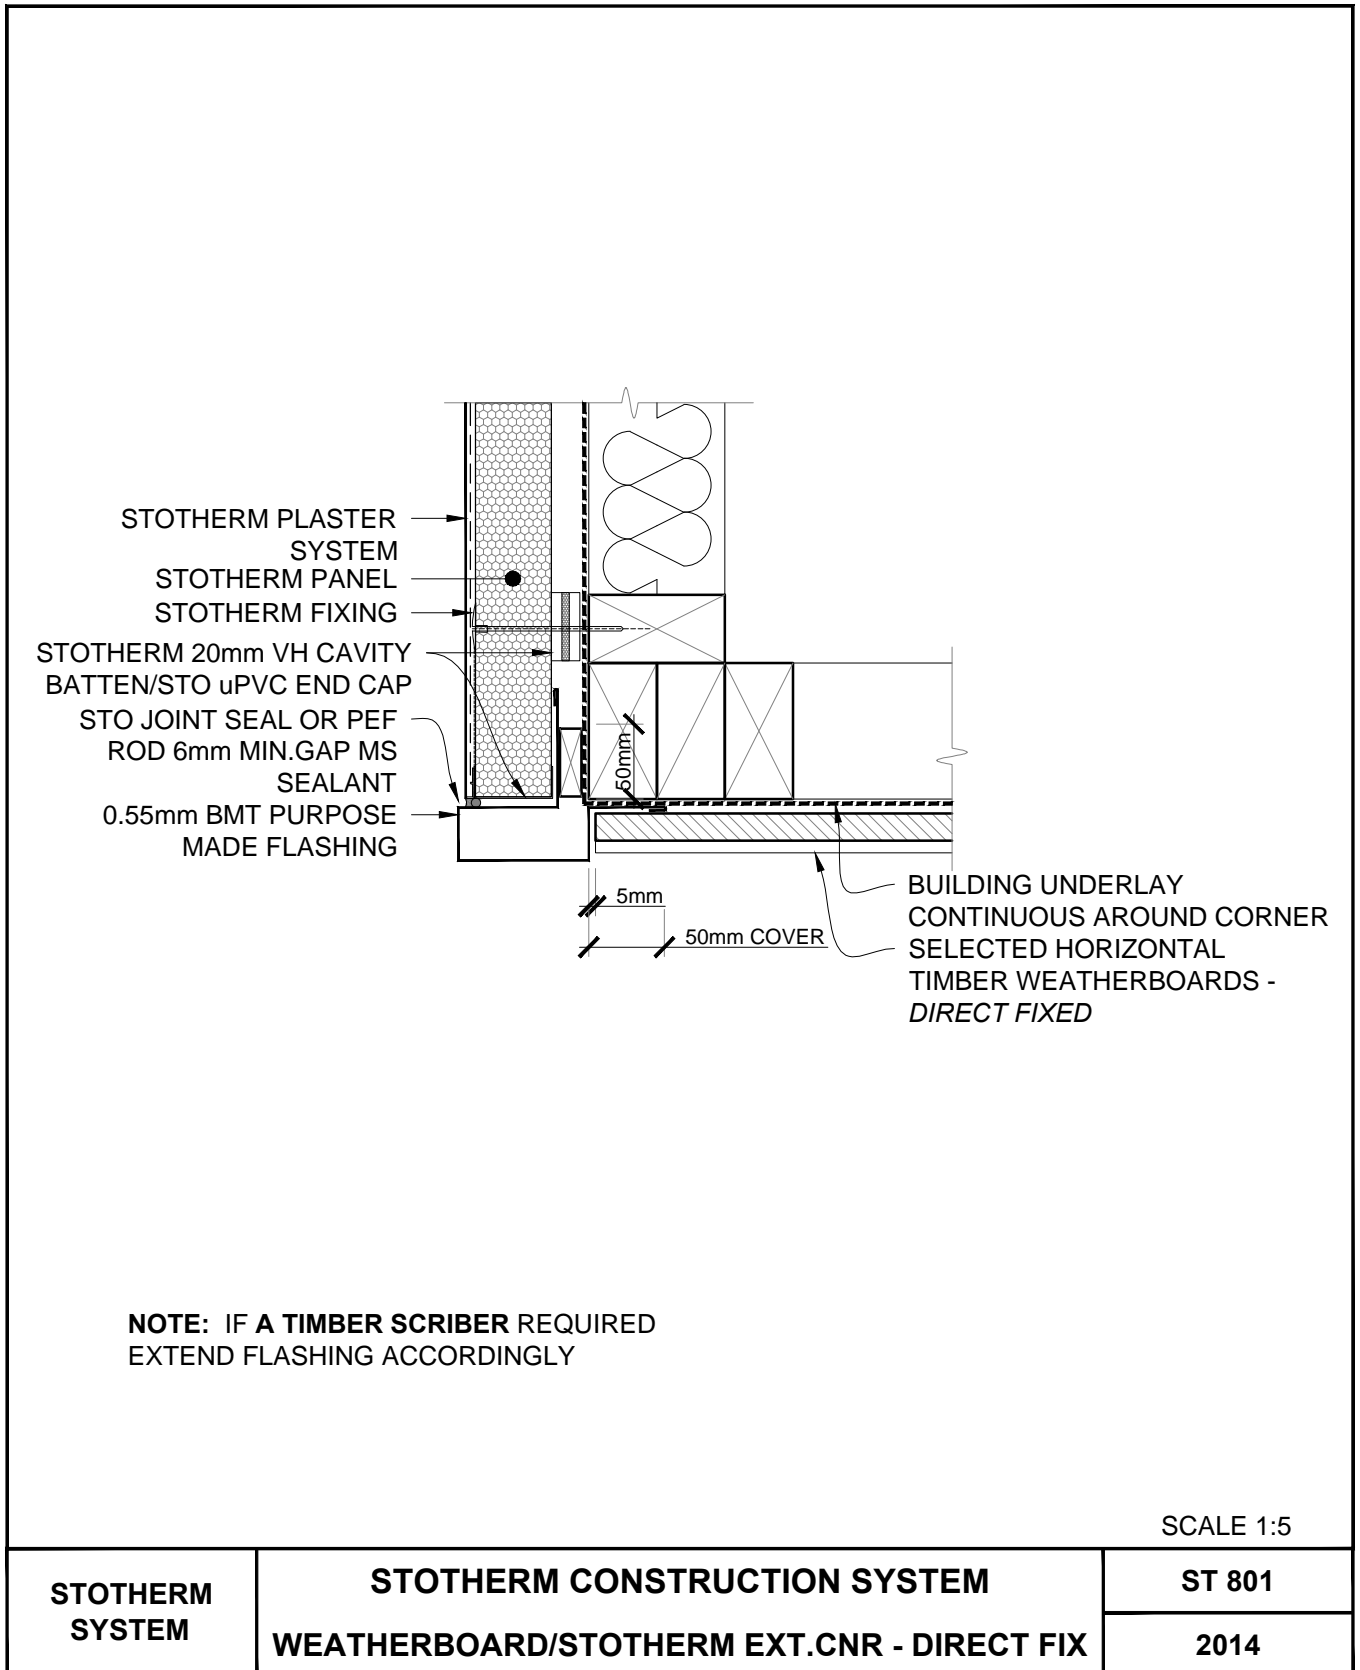 STOTHERM PLASTER
SYSTEM
STOTHERM PANEL
STOTHERM FIXING
STOTHERM 20mm VH CAVITY
BATTEN/STO uPVC END CAP
STO JOINT SEAL OR PEF
ROD 6mm MIN.GAP MS
SEALANT
0.55mm BMT PURPOSE
MADE FLASHING
50mm
5mm
50mm COVER
BUILDING UNDERLAY
CONTINUOUS AROUND CORNER
SELECTED HORIZONTAL
TIMBER WEATHERBOARDS -
DIRECT FIXED
NOTE: IF A TIMBER SCRIBER REQUIRED
EXTEND FLASHING ACCORDINGLY
SCALE 1:5
STOTHERM
SYSTEM
STOTHERM CONSTRUCTION SYSTEM
WEATHERBOARD/STOTHERM EXT.CNR - DIRECT FIX
ST 801
2014